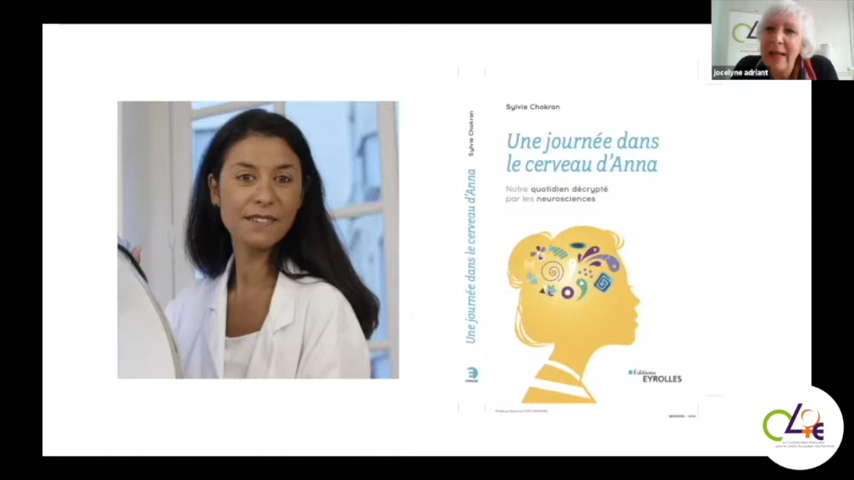 jocelyne adriant
Sylvie Chokron
Une journée dans
le cerveau d'Anna
Notre quotidien décrypté
par les neurosciences
Sylvie Chokron
Une journée dans le cerveau d'Anna
Éditions
EYROLLES
CLEF